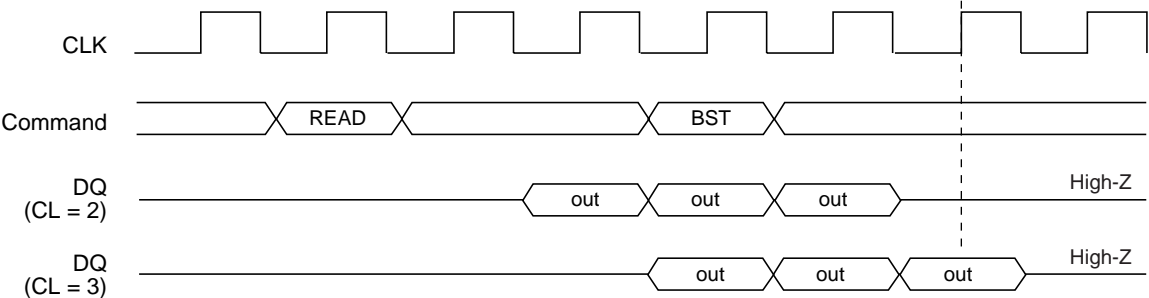 CLK
Command
READ
BST
DQ
(CL = 2)
out
out
out
High-Z
DQ
(CL = 3)
out
out
out
High-Z